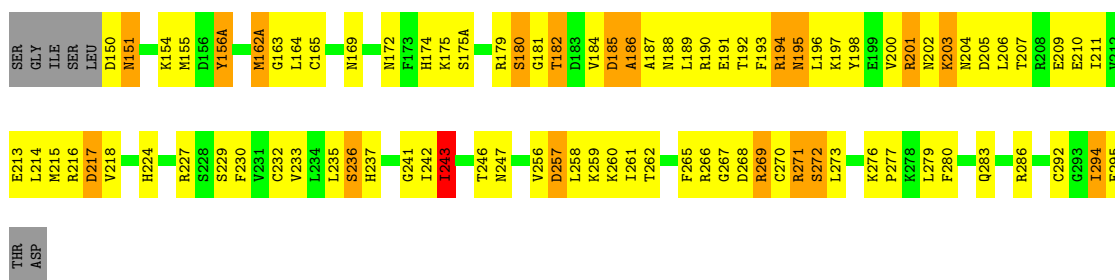 SER GLY ILE SER LEU D150 N151 K154 M155 D156 Y156A M162A G163 L164 C165 N169 N172 F173 H174 K175 S175A R179 S180 G181 T182 D183 V184 D185 A186 A187 N188 L189 R190 E191 T192 F193 R194 N195 L196 K197 Y198 E199 V200 R201 N202 K203 N204 D205 L206 T207 R208 E209 E210 I211 V212
E213 L214 M215 R216 D217 V218 H224 R227 S228 S229 F230 V231 C232 V233 L234 L235 S236 H237 G241 I242 I243 T246 N247 V256 D257 L258 K259 K260 I261 T262 F265 R266 G267 D268 R269 C270 R271 S272 L273 K276 P277 K278 L279 F280 Q283 R286 C292 G293 I294 E295
THR ASP